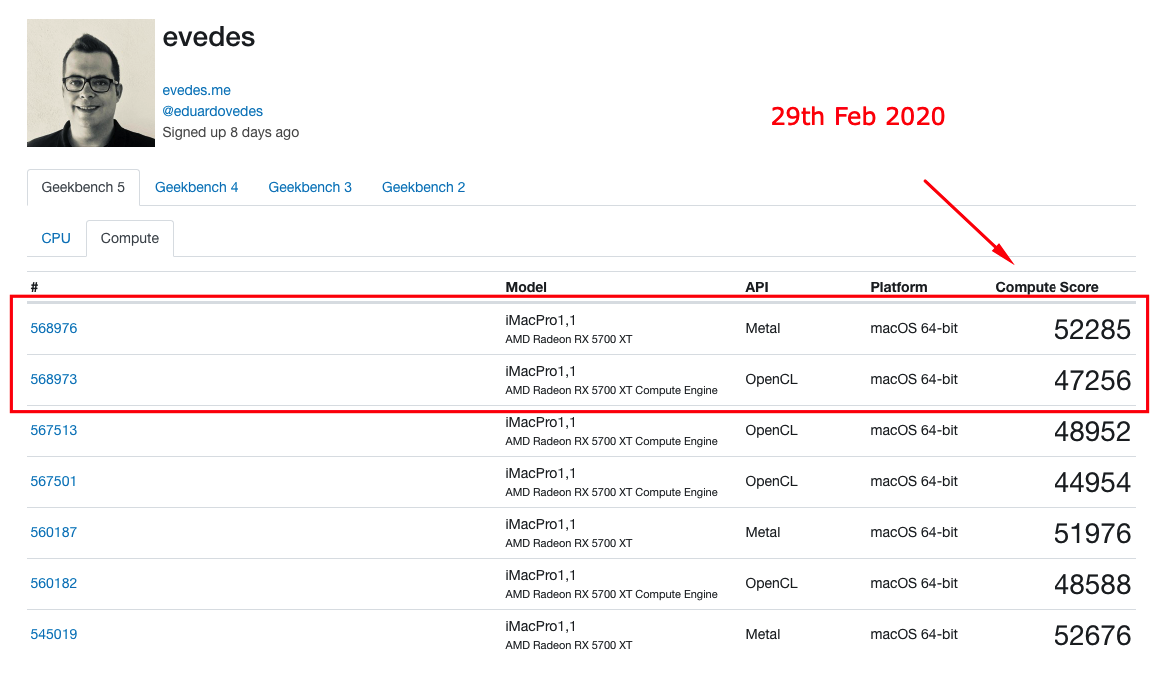 evedes
evedes.me
@eduardovedes
Signed up 8 days ago
29th Feb 2020
Geekbench 5 Geekbench 4 Geekbench 3 Geekbench 2
CPU Compute
# Model API Platform Compute Score
568976 iMacPro1,1 Metal macOS 64-bit 52285
AMD Radeon RX 5700 XT
568973 iMacPro1,1 OpenCL macOS 64-bit 47256
AMD Radeon RX 5700 XT Compute Engine
567513 iMacPro1,1 OpenCL macOS 64-bit 48952
AMD Radeon RX 5700 XT Compute Engine
567501 iMacPro1,1 OpenCL macOS 64-bit 44954
AMD Radeon RX 5700 XT Compute Engine
560187 iMacPro1,1 Metal macOS 64-bit 51976
AMD Radeon RX 5700 XT
560182 iMacPro1,1 OpenCL macOS 64-bit 48588
AMD Radeon RX 5700 XT Compute Engine
545019 iMacPro1,1 Metal macOS 64-bit 52676
AMD Radeon RX 5700 XT